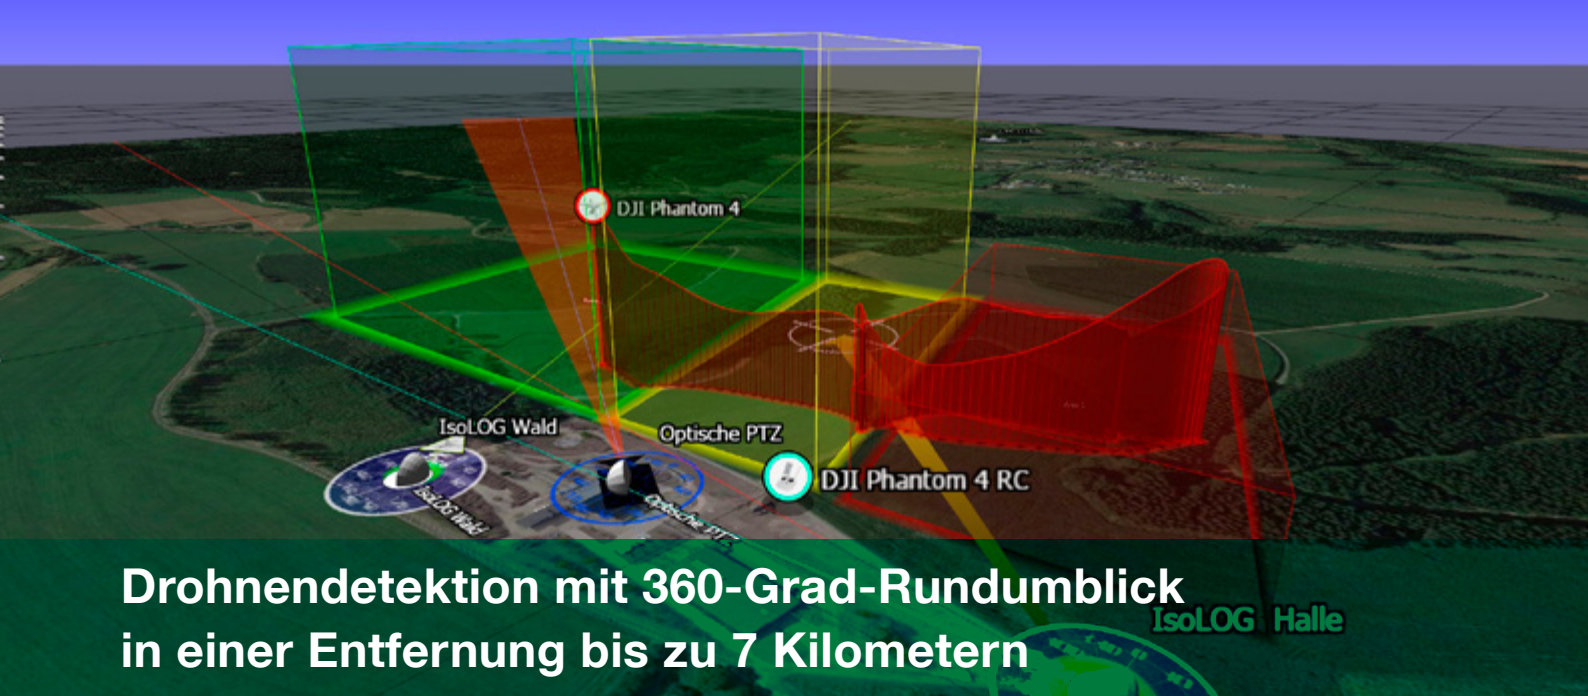 DJI Phantom 4
IsoLOG Wald
Optische PTZ
DJI Phantom 4 RC
IsoLOG Wald
Optische PTZ
IsoLOG Halle
Drohnendetektion mit 360-Grad-Rundumblick
in einer Entfernung bis zu 7 Kilometern